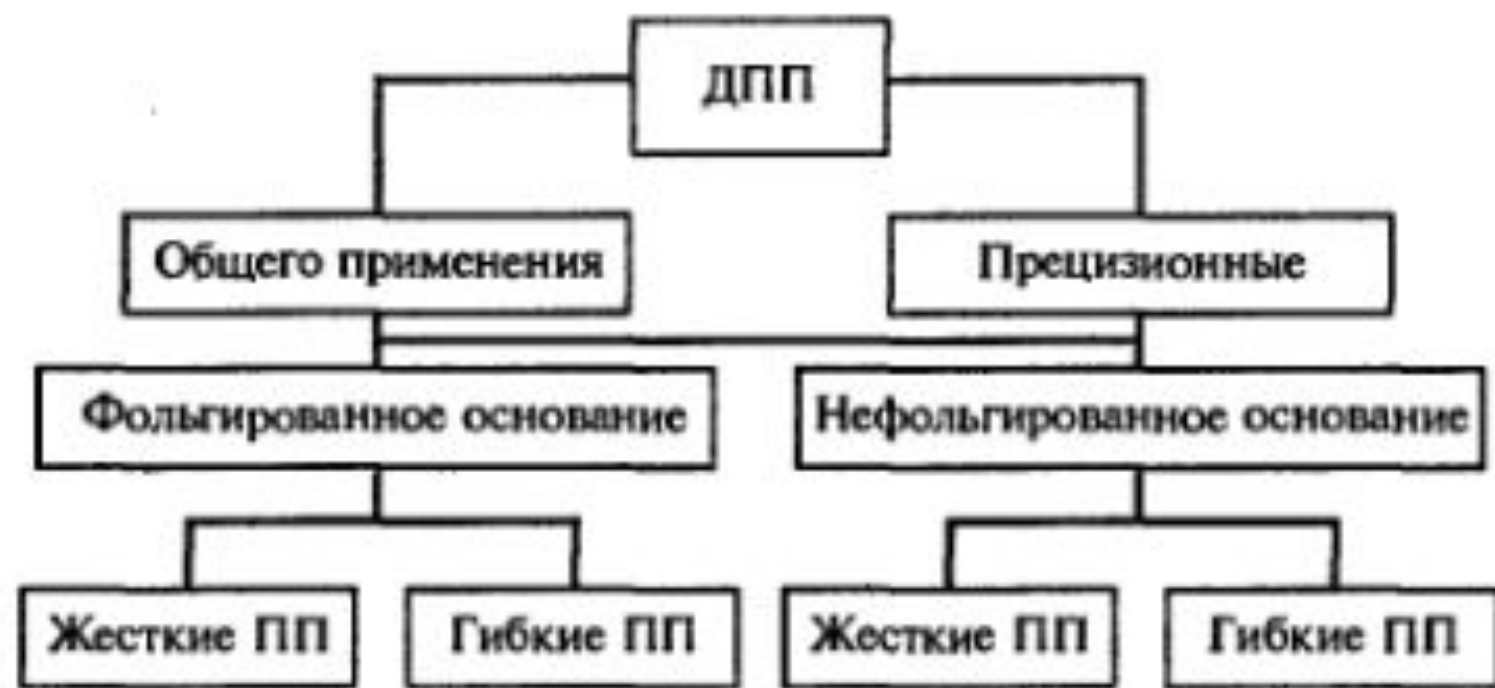 ДПП
Общего применения
Прецизионные
Фольгированное основание
Нефольгированное основание
Жесткие ПП
Гибкие ПП
Жесткие ПП
Гибкие ПП